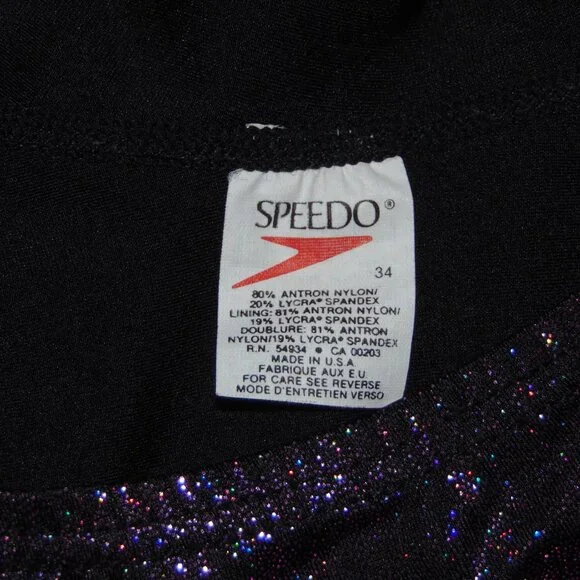 SPEEDO®
34
80% ANTRON NYLON/
20% LYCRA® SPANDEX
LINING: 81% ANTRON NYLON/
19% LYCRA® SPANDEX
DOUBLURE: 81% ANTRON
NYLON/19% LYCRA® SPANDEX
R.N. 54934 ● CA 00203
MADE IN U.S.A.
FABRIQUE AUX E.U.
FOR CARE SEE REVERSE
MODE D'ENTRETIEN VERSO